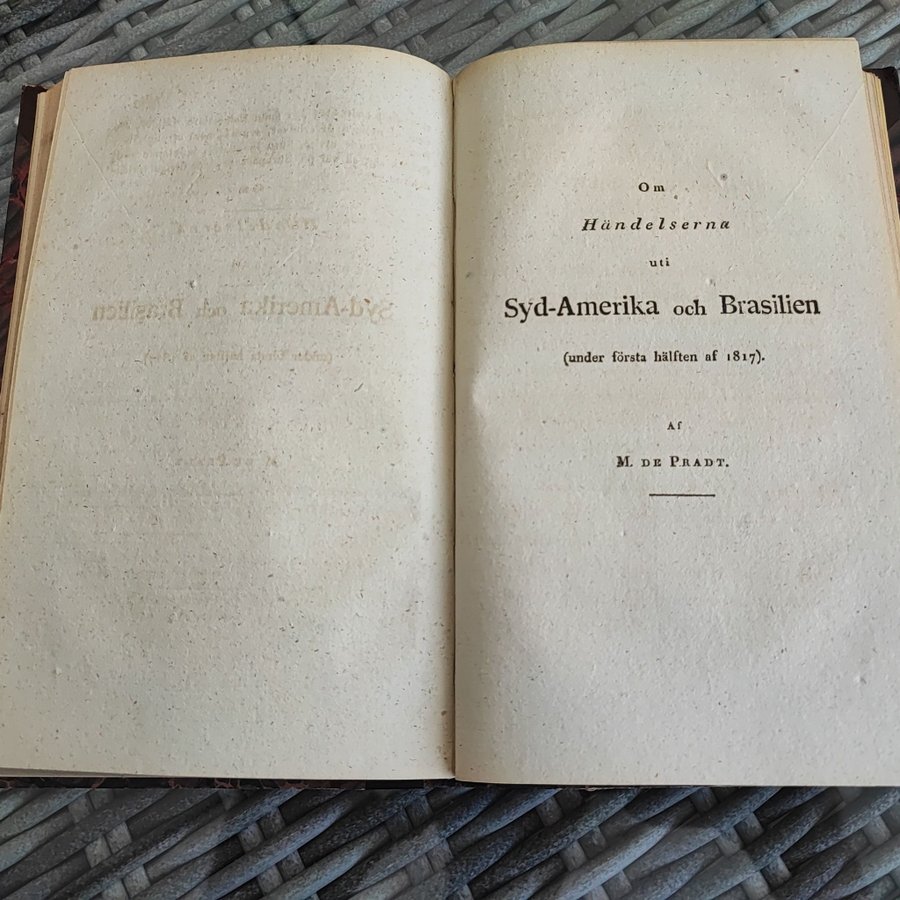 Om
Händelserna
uti
Syd-Amerika och Brasilien
(under första hälften af 1817).
Af
M. DE PRADT.